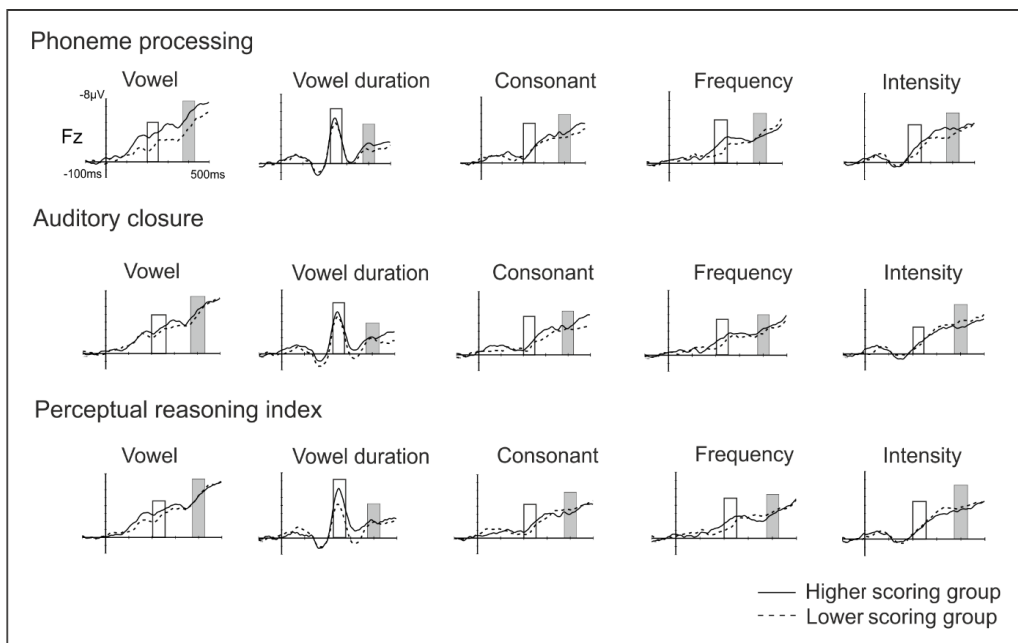 Phoneme processing
Vowel Vowel duration Consonant Frequency Intensity
-8µV
Fz
-100ms 500ms
Auditory closure
Vowel Vowel duration Consonant Frequency Intensity
Perceptual reasoning index
Vowel Vowel duration Consonant Frequency Intensity
Higher scoring group
Lower scoring group